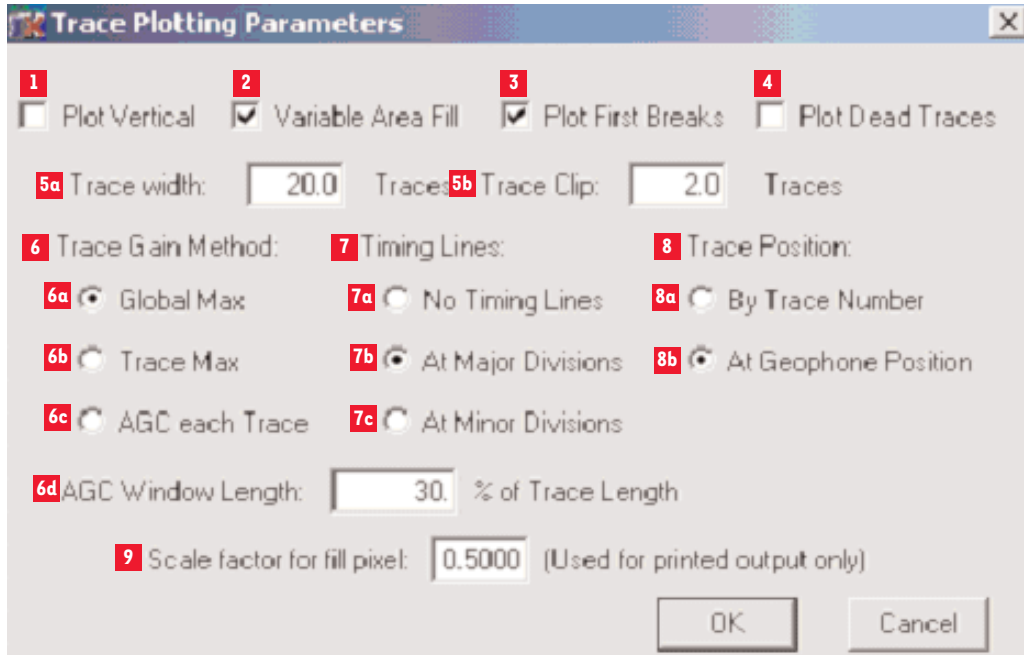 Trace Plotting Parameters
1 2 3 4
Plot Vertical Variable Area Fill Plot First Breaks Plot Dead Traces
5a Trace width: 20.0 Traces 5b Trace Clip: 2.0 Traces
6 Trace Gain Method: 7 Timing Lines: 8 Trace Position:
6a Global Max 7a No Timing Lines 8a By Trace Number
6b Trace Max 7b At Major Divisions 8b At Geophone Position
6c AGC each Trace 7c At Minor Divisions
6d AGC Window Length: 30. % of Trace Length
9 Scale factor for fill pixel: 0.5000 (Used for printed output only)
OK Cancel